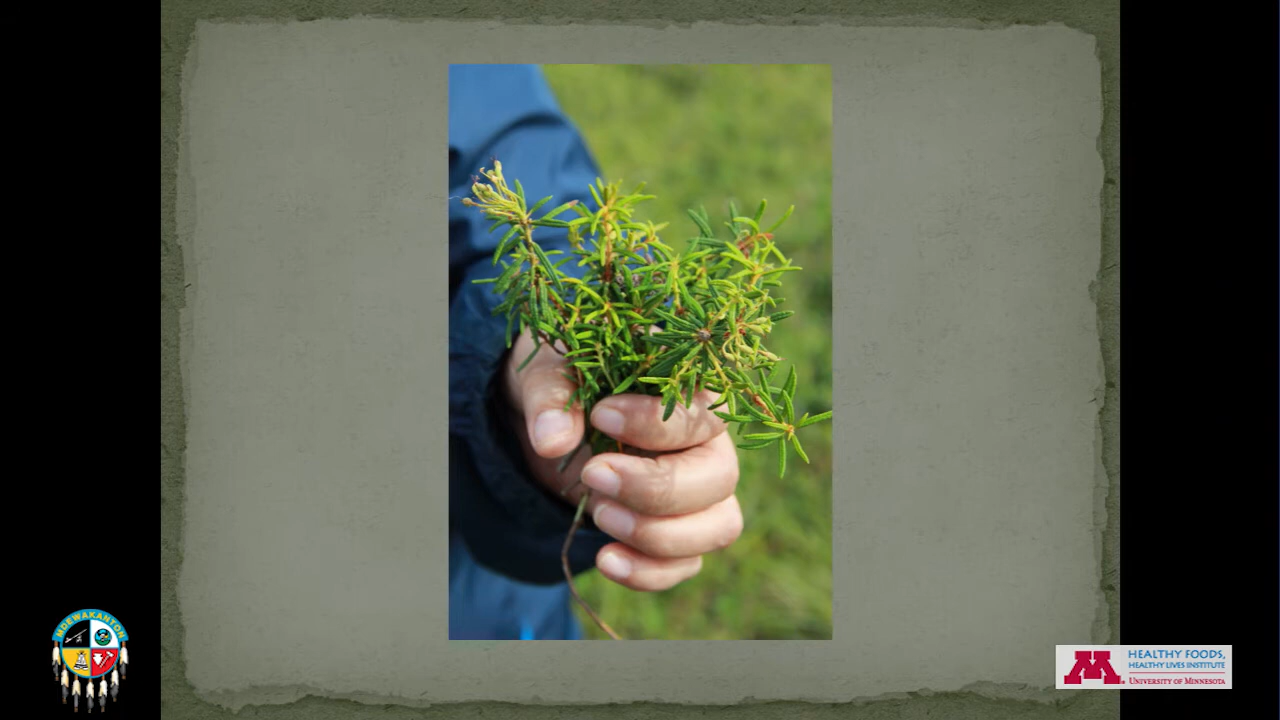 MDEWAKANTON
M
HEALTHY FOODS,
HEALTHY LIVES INSTITUTE
UNIVERSITY OF MINNESOTA